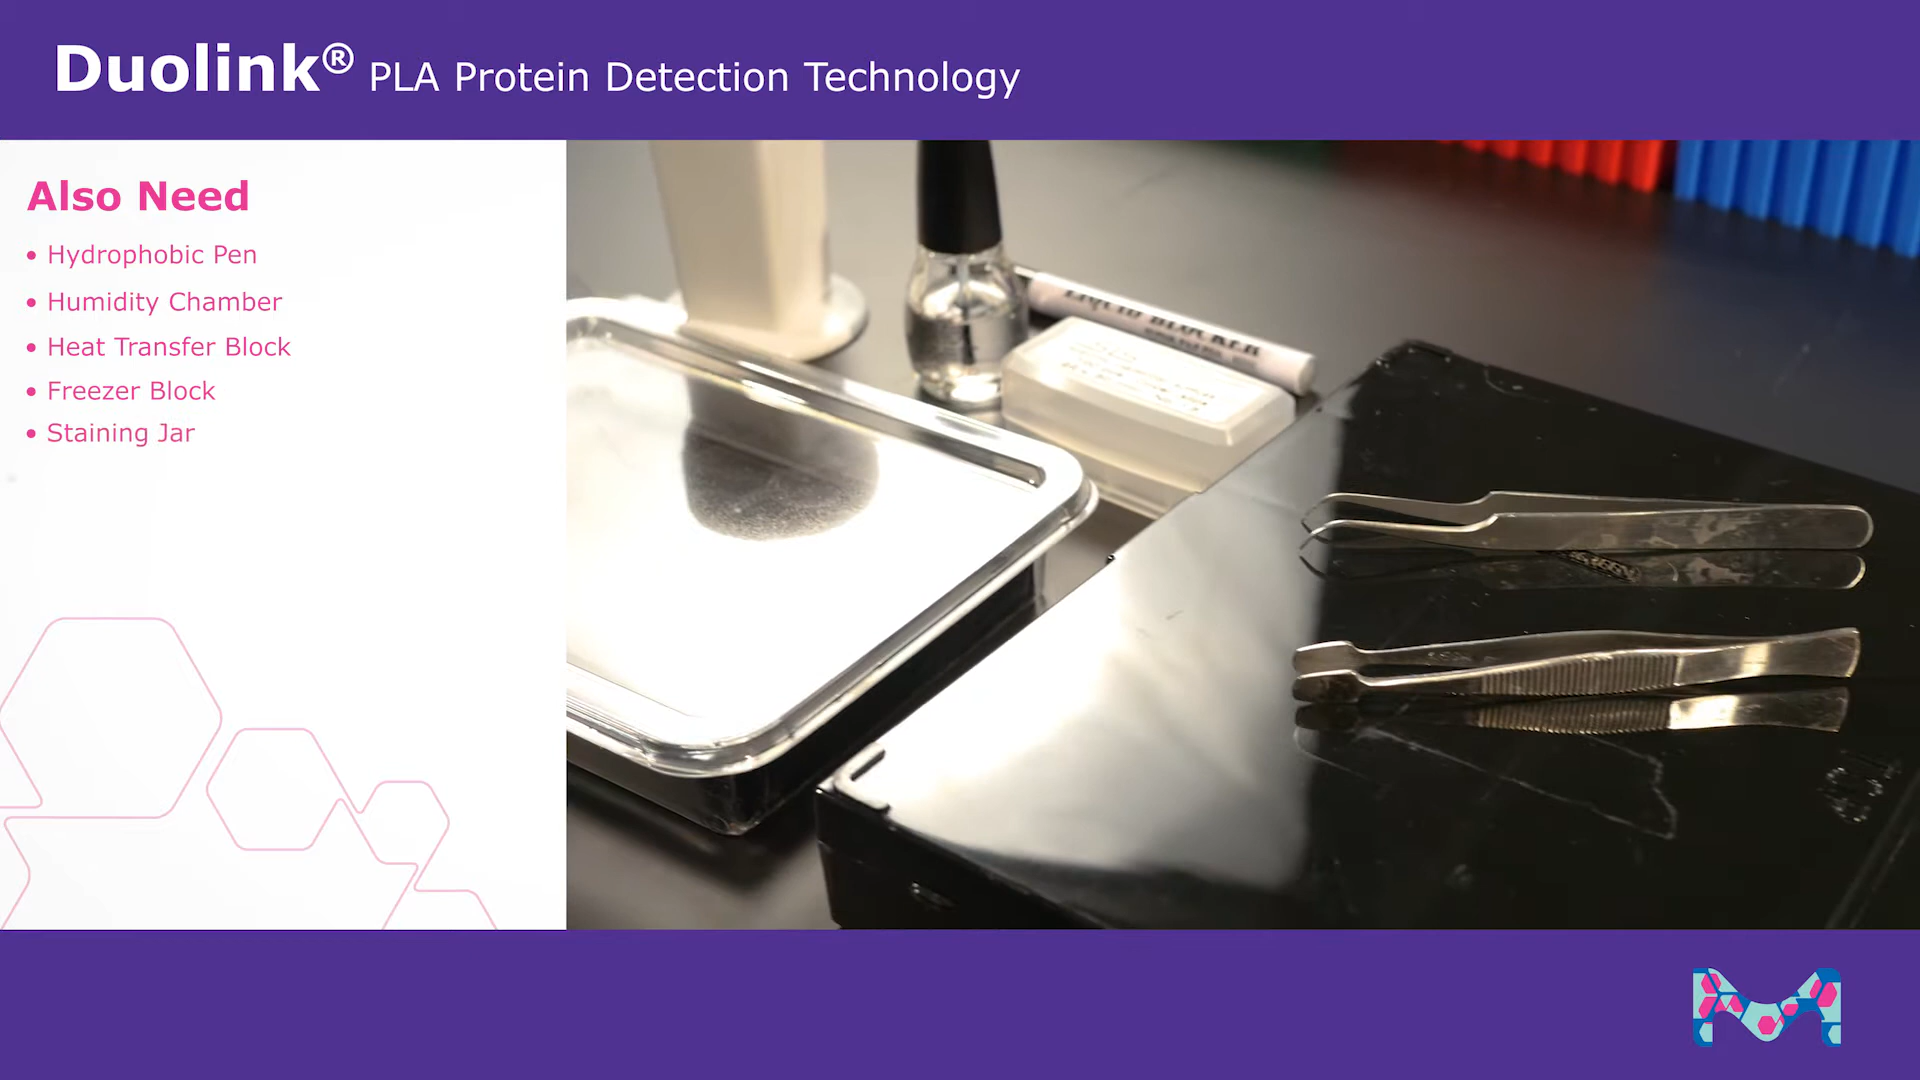 Duolink® PLA Protein Detection Technology
Also Need
• Hydrophobic Pen
• Humidity Chamber
• Heat Transfer Block
• Freezer Block
• Staining Jar
LIQUID BLOCKER